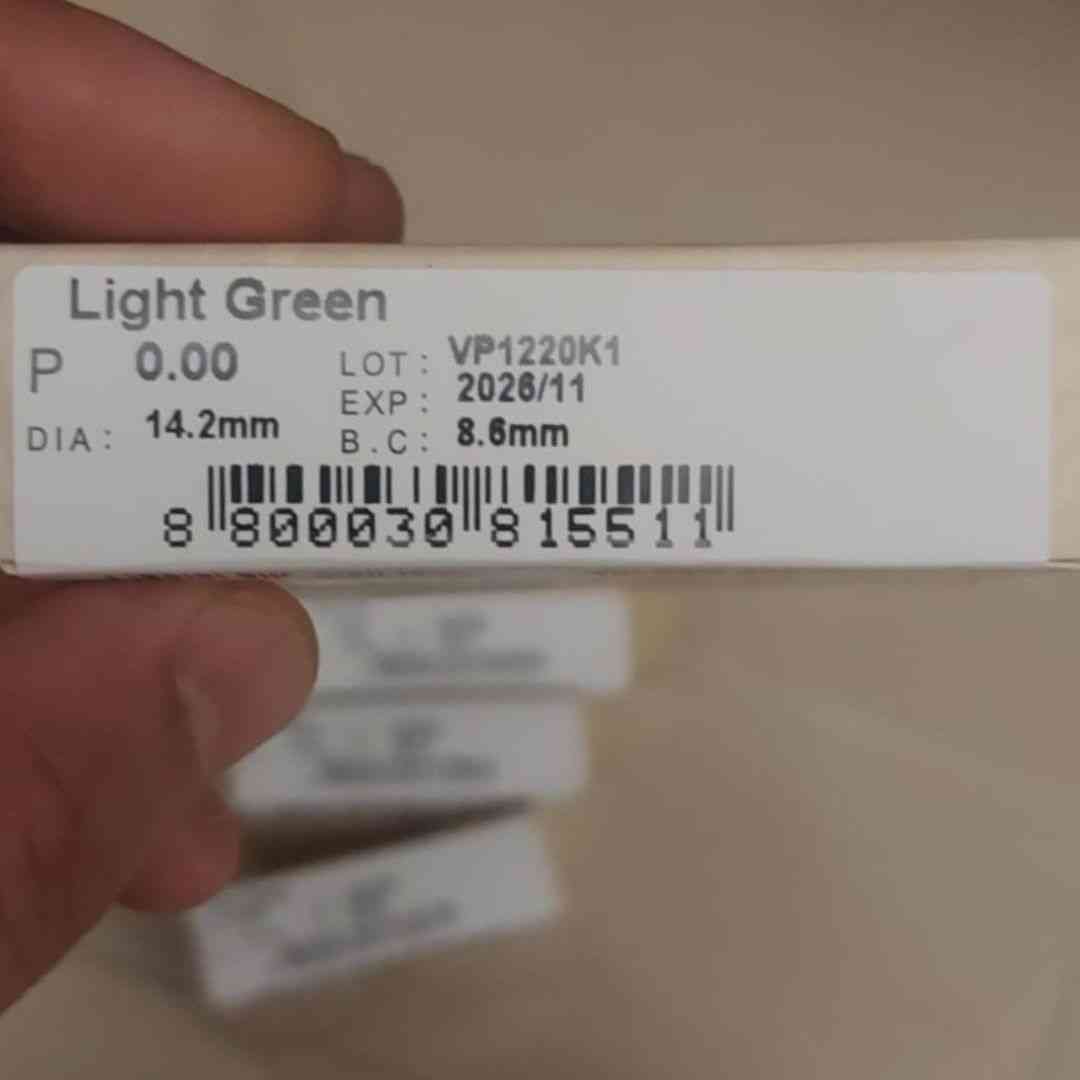 Light Green
P 0.00 LOT: VP1220K1
EXP: 2026/11
DIA: 14.2mm B.C: 8.6mm
8 800030 815511